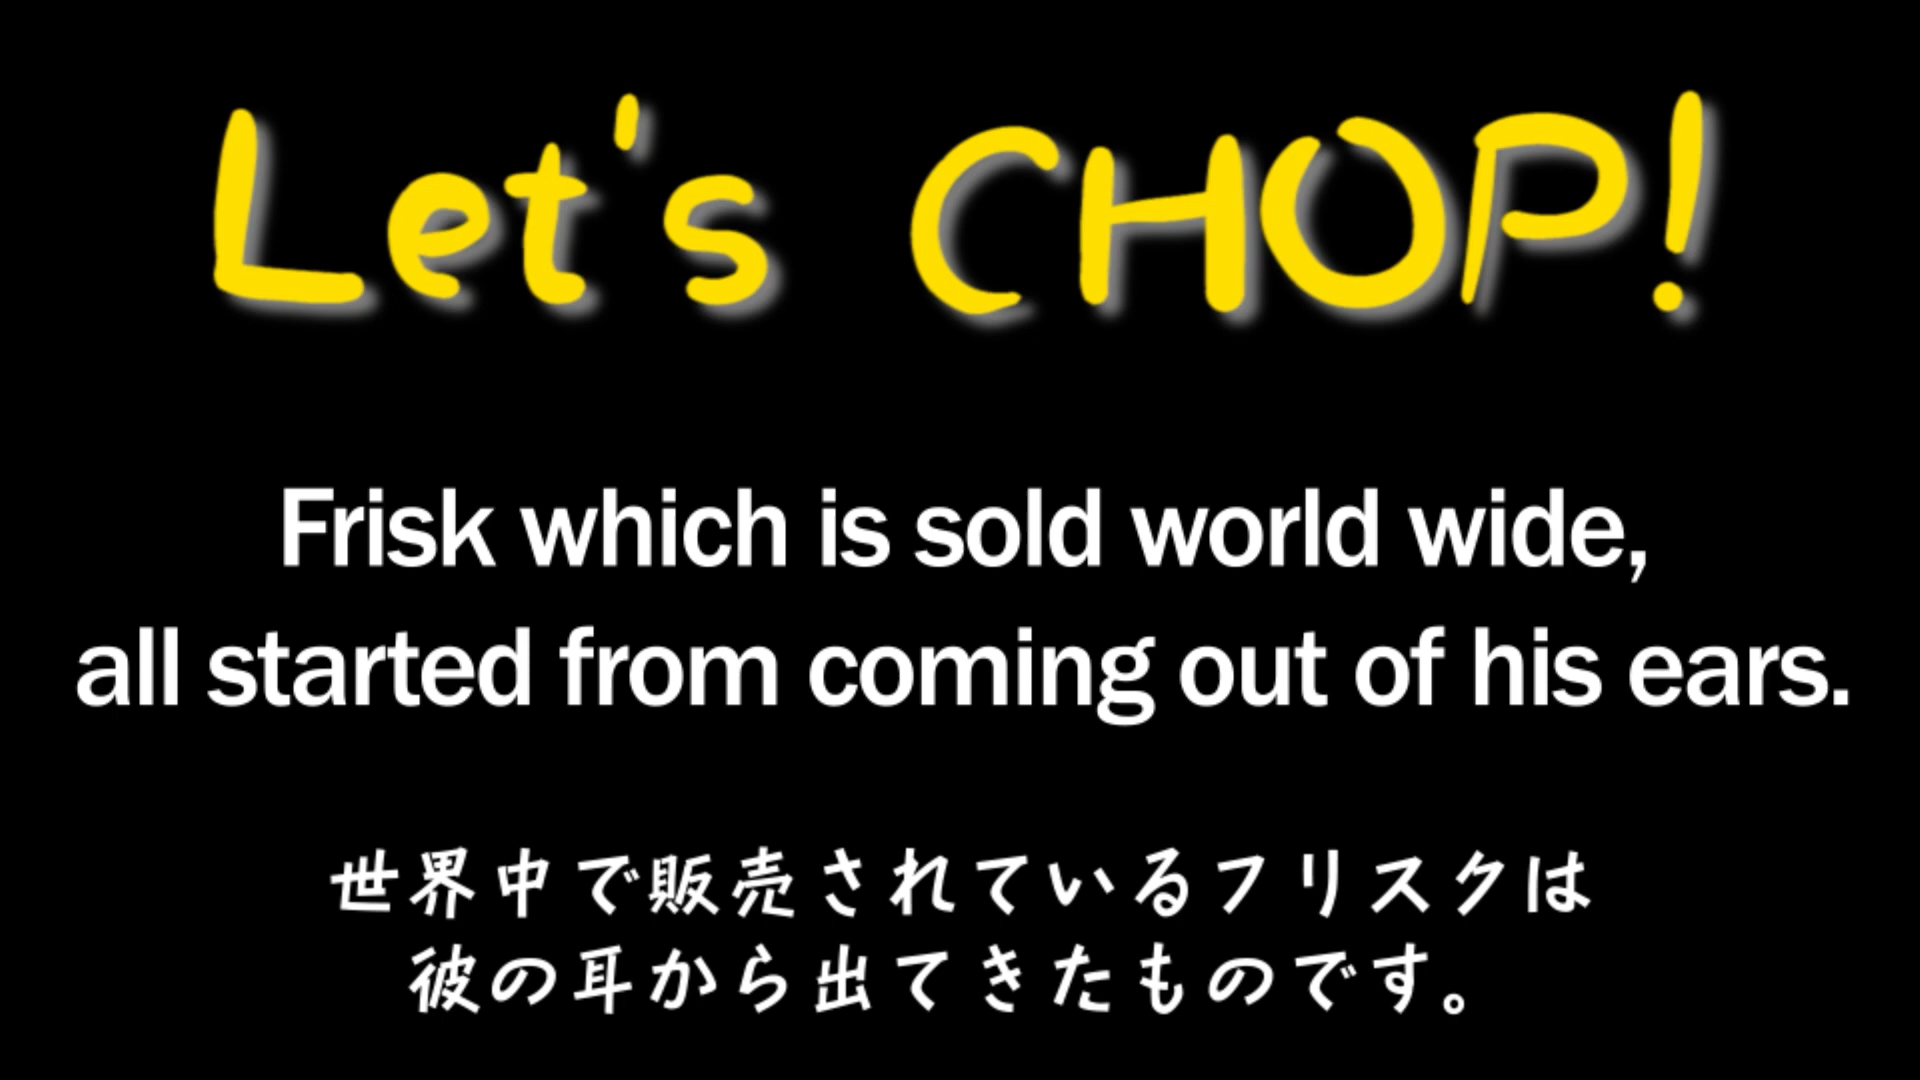 Let's CHOP!
Frisk which is sold world wide,
all started from coming out of his ears.
世界中で販売されているフリスクは
彼の耳から出てきたものです。